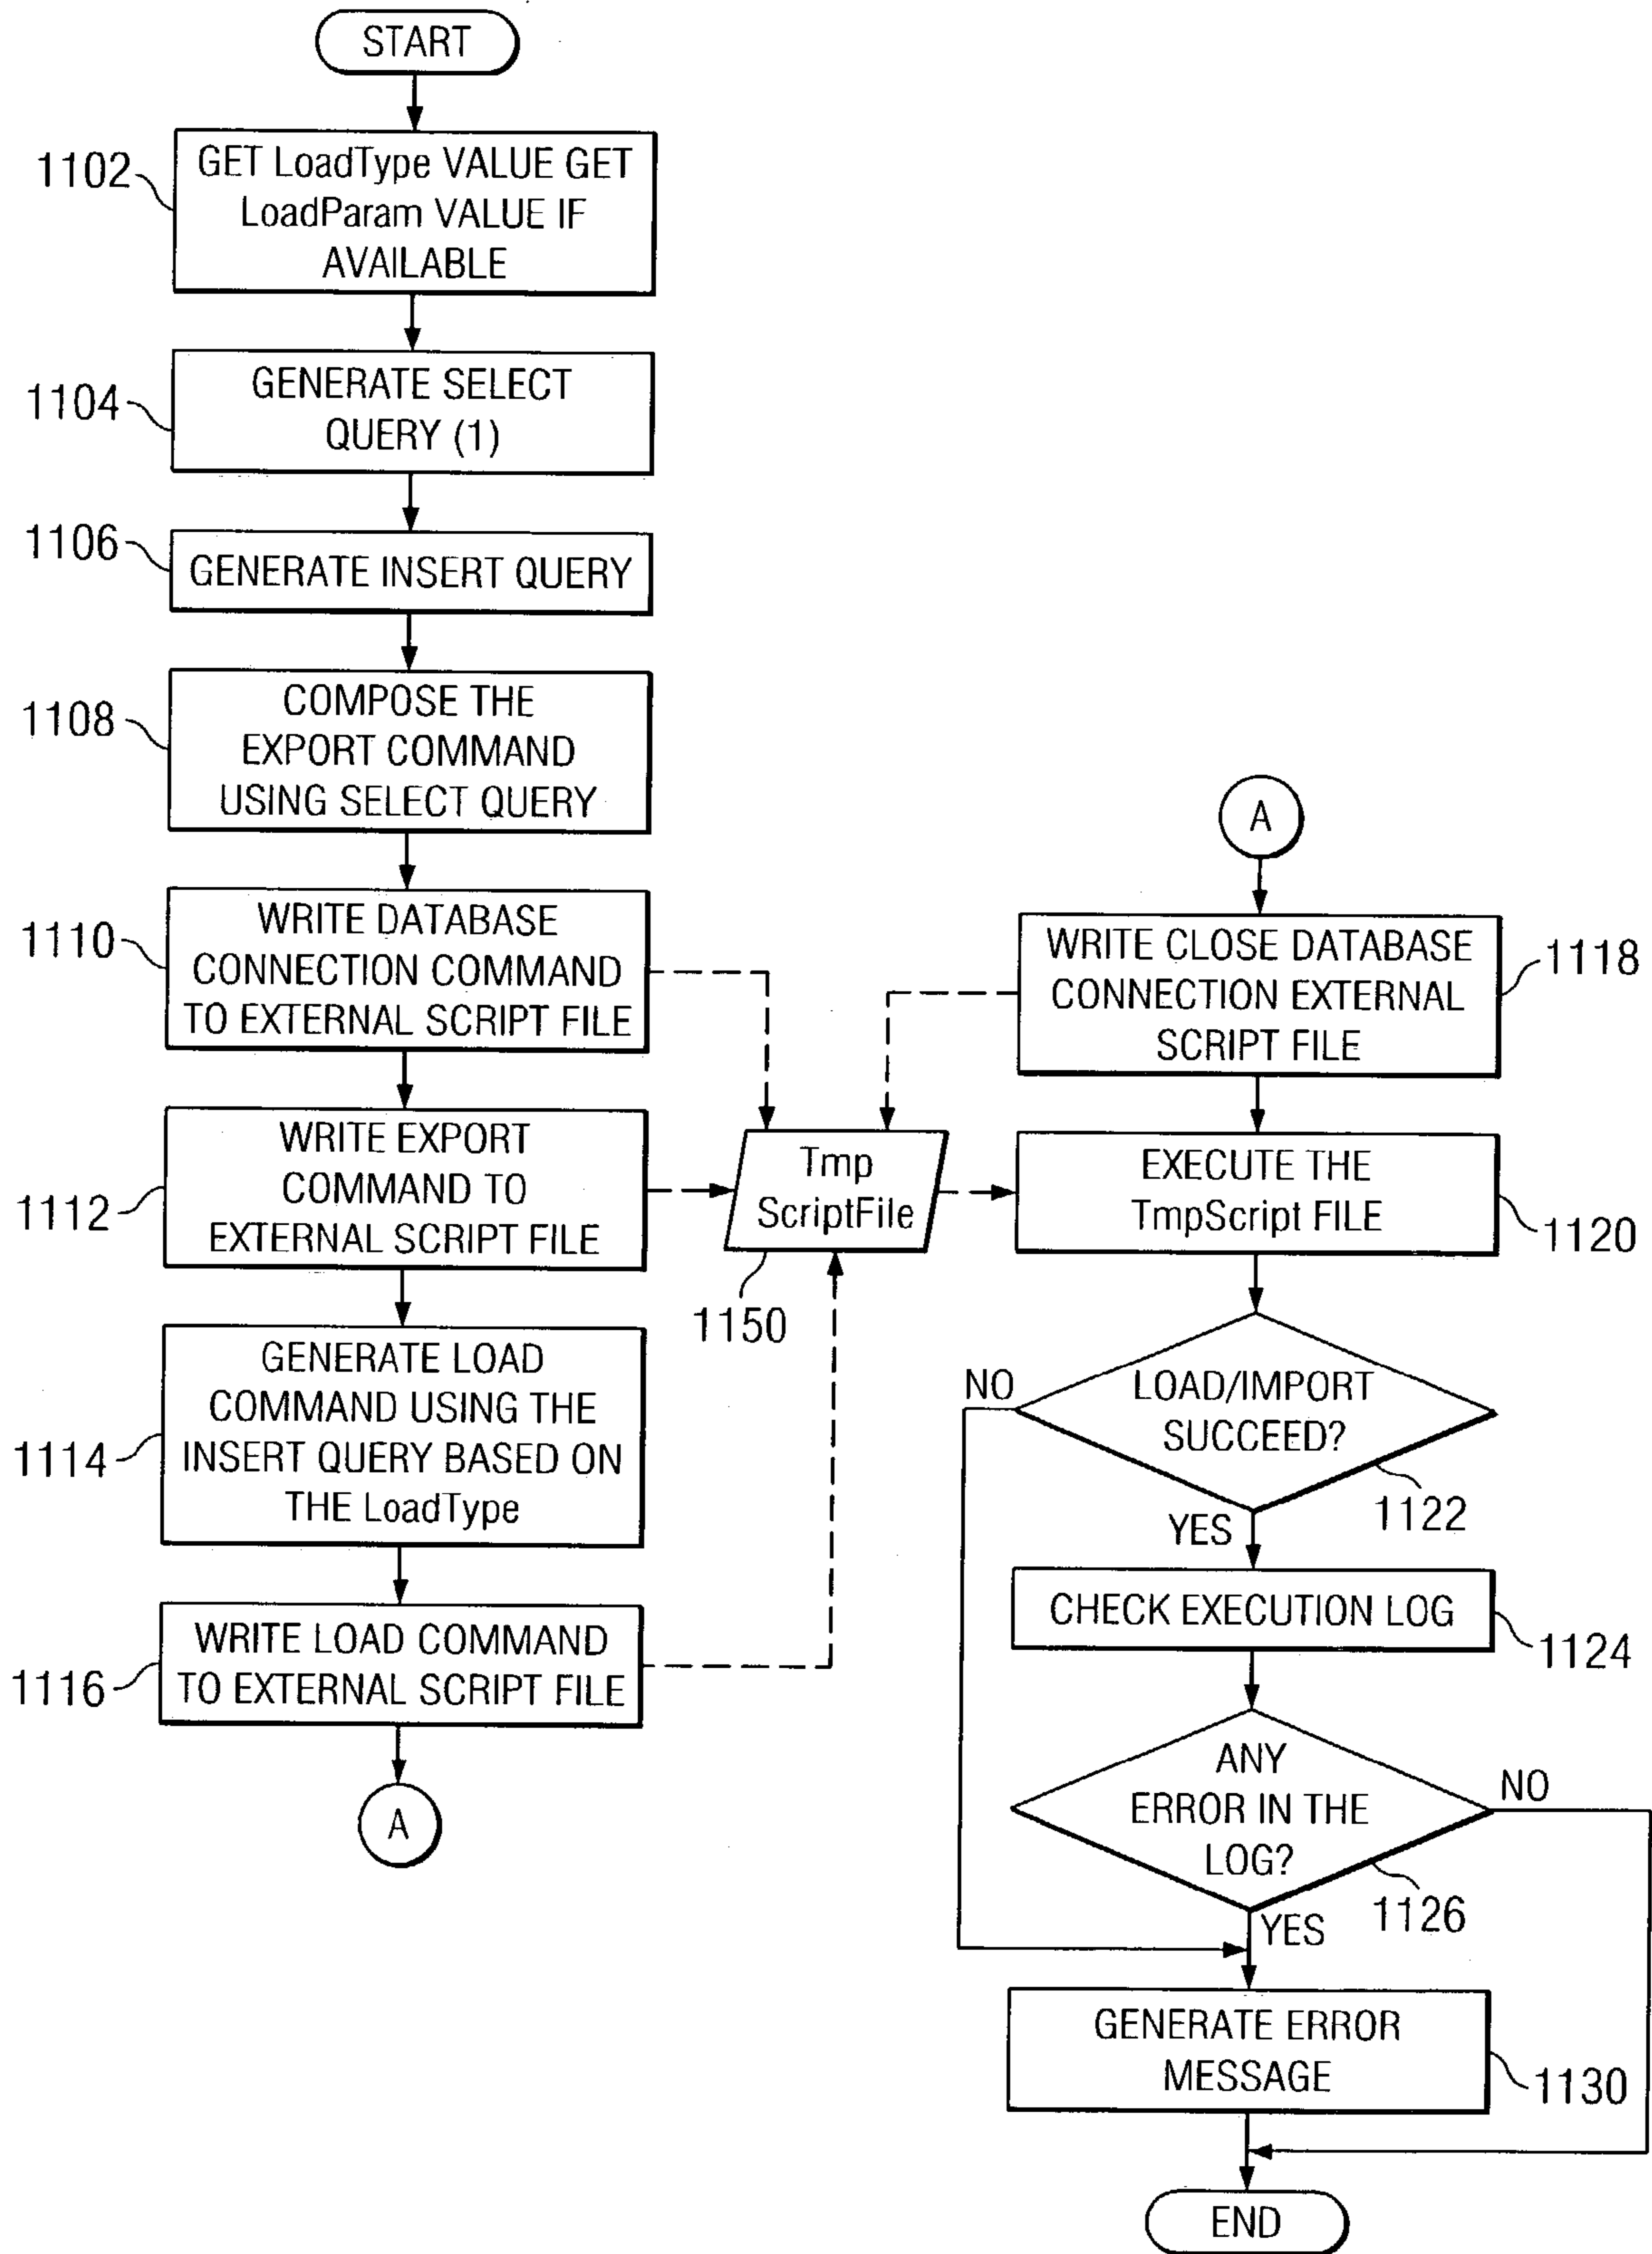 START
1102
GET LoadType VALUE GET
LoadParam VALUE IF
AVAILABLE
1104
GENERATE SELECT
QUERY (1)
1106
GENERATE INSERT QUERY
1108
COMPOSE THE
EXPORT COMMAND
USING SELECT QUERY
1110
WRITE DATABASE
CONNECTION COMMAND
TO EXTERNAL SCRIPT FILE
1112
WRITE EXPORT
COMMAND TO
EXTERNAL SCRIPT FILE
1114
GENERATE LOAD
COMMAND USING THE
INSERT QUERY BASED ON
THE LoadType
1116
WRITE LOAD COMMAND
TO EXTERNAL SCRIPT FILE
A
Tmp
ScriptFile
1150
A
WRITE CLOSE DATABASE
CONNECTION EXTERNAL
SCRIPT FILE
1118
EXECUTE THE
TmpScript FILE
1120
NO
LOAD/IMPORT
SUCCEED?
1122
YES
CHECK EXECUTION LOG
1124
ANY
ERROR IN THE
LOG?
NO
1126
YES
GENERATE ERROR
MESSAGE
1130
END